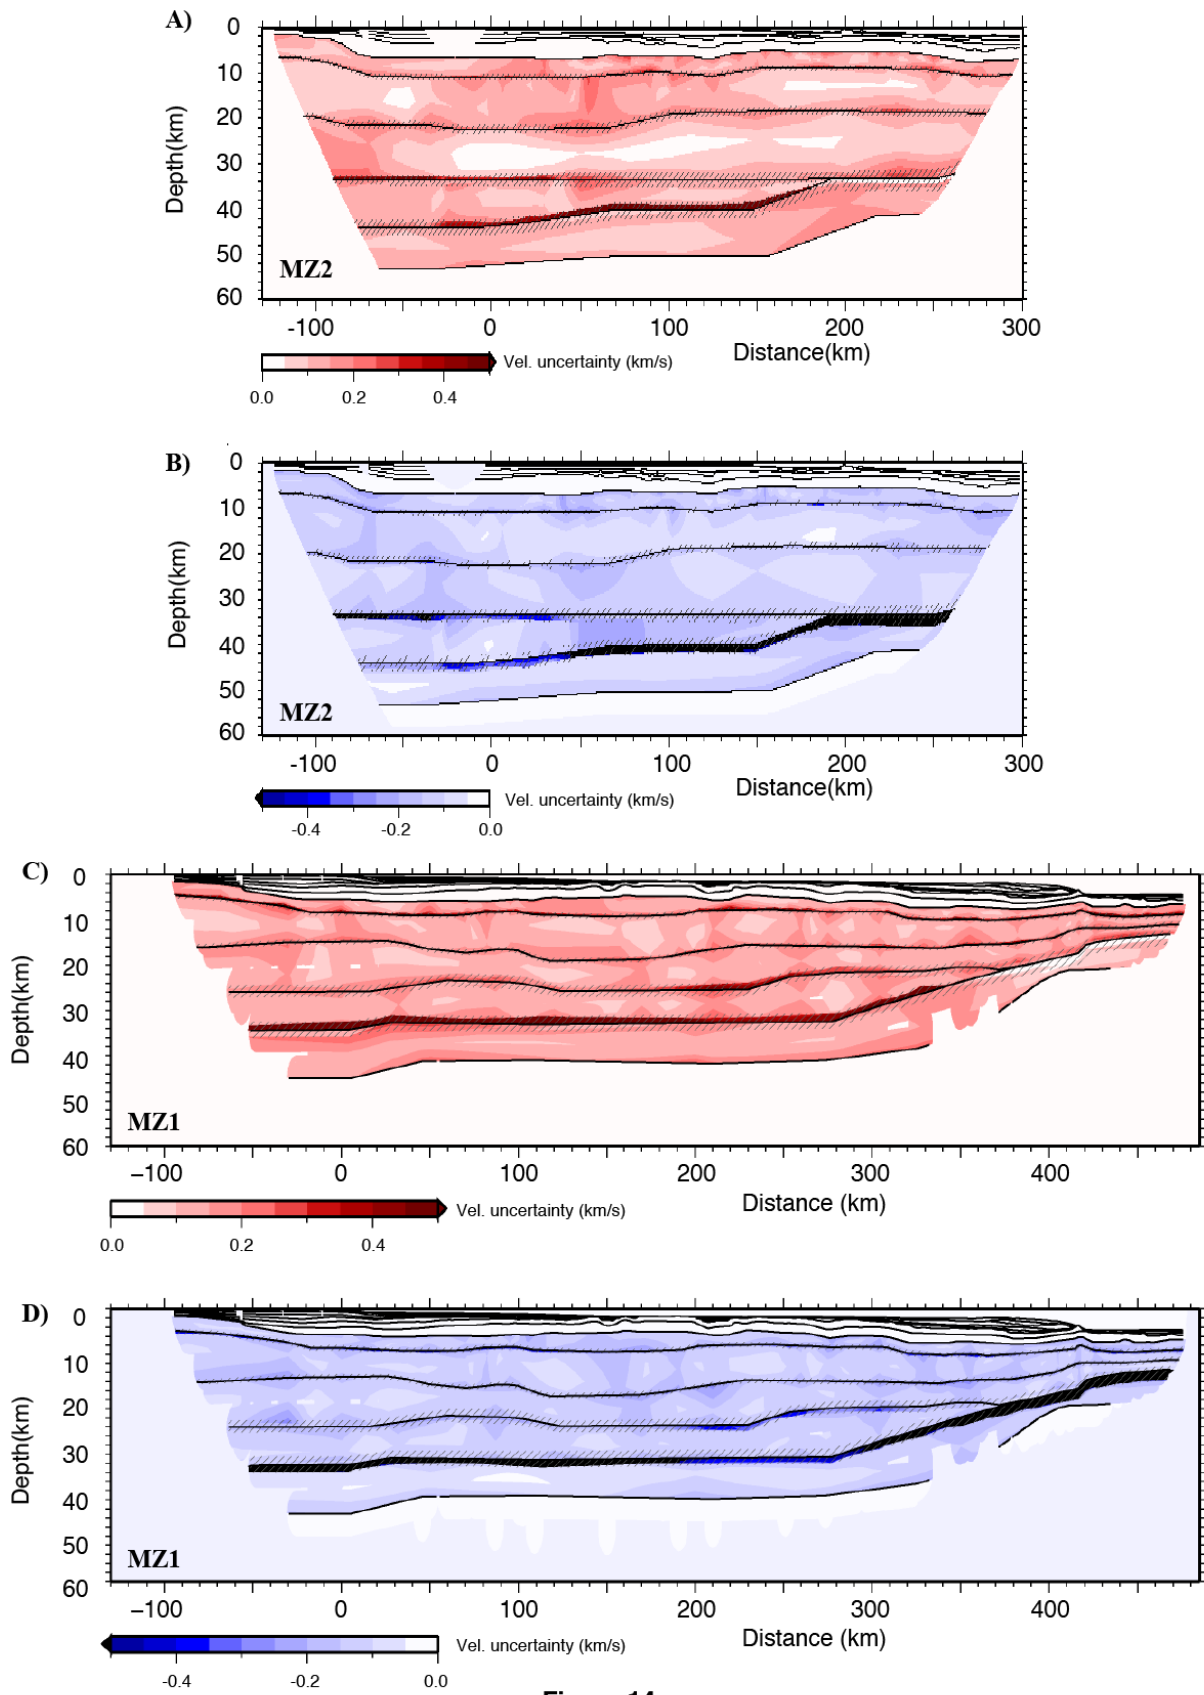 A)
0
10
20
30
40
50
60
Depth(km)
MZ2
-100 0 100 200 300
Distance(km)
Vel. uncertainty (km/s)
0.0 0.2 0.4
B)
0
10
20
30
40
50
60
Depth(km)
MZ2
-100 0 100 200 300
Distance(km)
Vel. uncertainty (km/s)
-0.4 -0.2 0.0
C)
0
10
20
30
40
50
60
Depth(km)
MZ1
−100 0 100 200 300 400
Distance (km)
Vel. uncertainty (km/s)
0.0 0.2 0.4
D)
0
10
20
30
40
50
60
Depth(km)
MZ1
−100 0 100 200 300 400
Distance (km)
Vel. uncertainty (km/s)
-0.4 -0.2 0.0